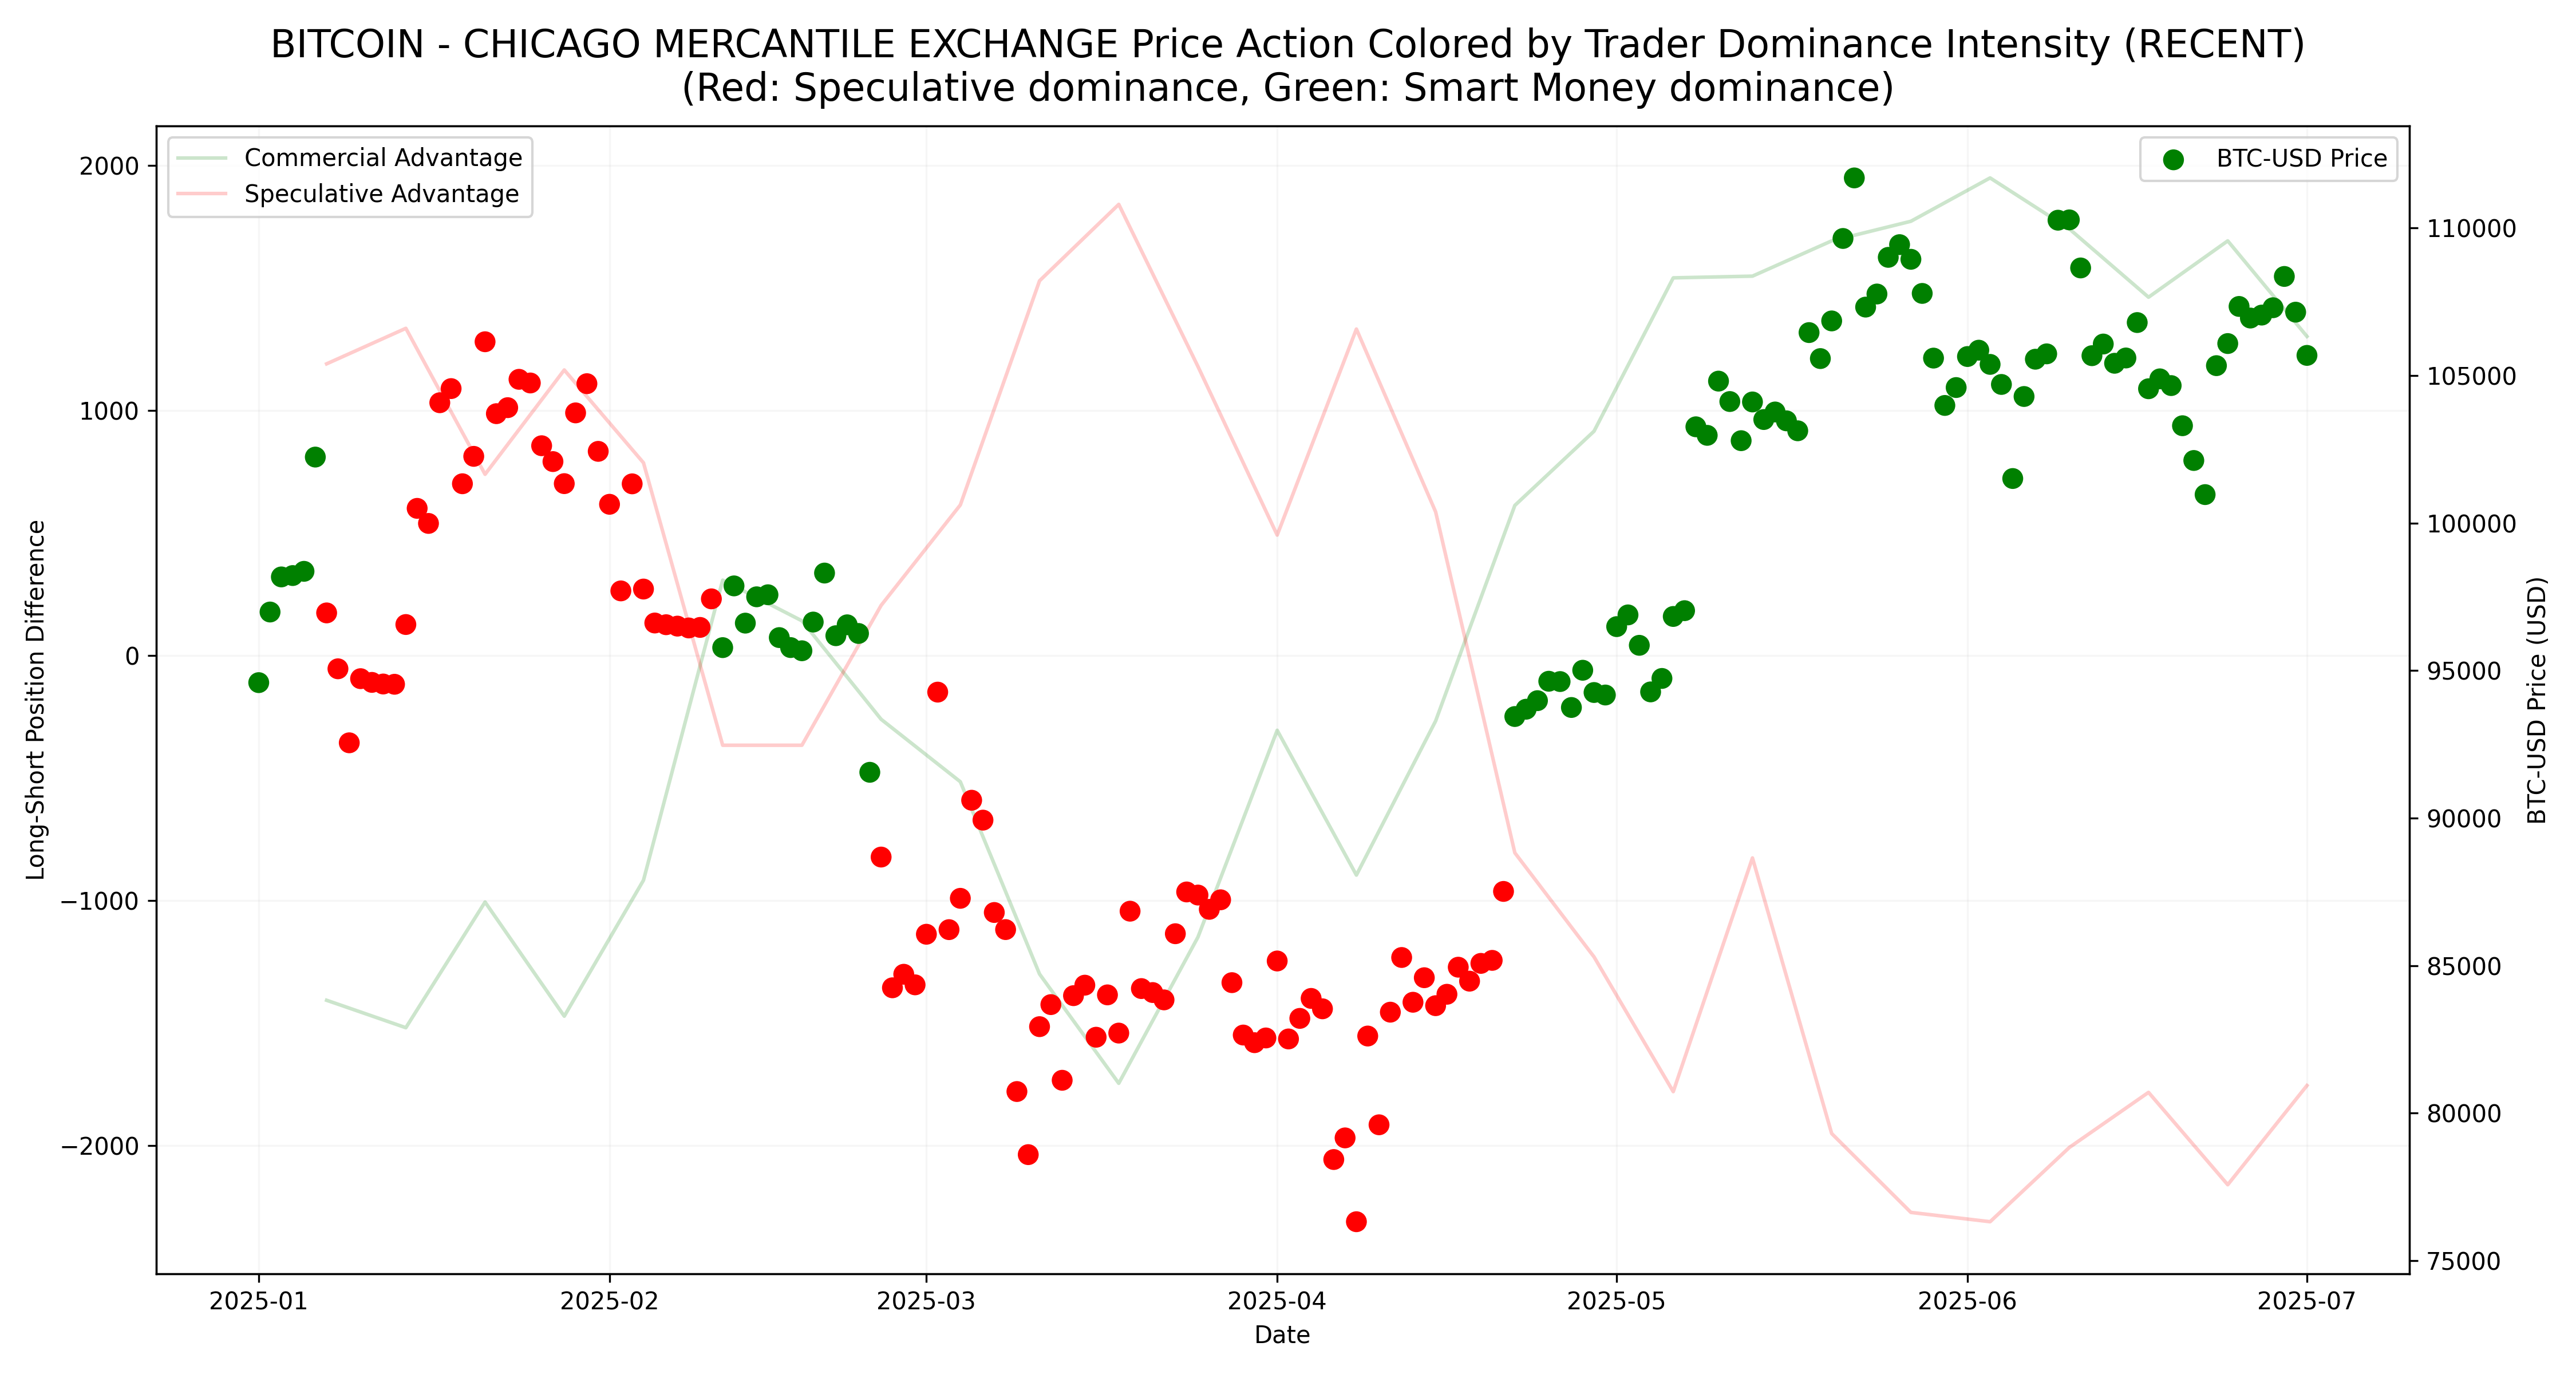 BITCOIN - CHICAGO MERCANTILE EXCHANGE Price Action Colored by Trader Dominance Intensity (RECENT)
(Red: Speculative dominance, Green: Smart Money dominance)
Commercial Advantage
Speculative Advantage
BTC-USD Price
Long-Short Position Difference
2000
1000
0
−1000
−2000
110000
105000
100000
95000
90000
85000
80000
75000
BTC-USD Price (USD)
2025-01
2025-02
2025-03
2025-04
2025-05
2025-06
2025-07
Date